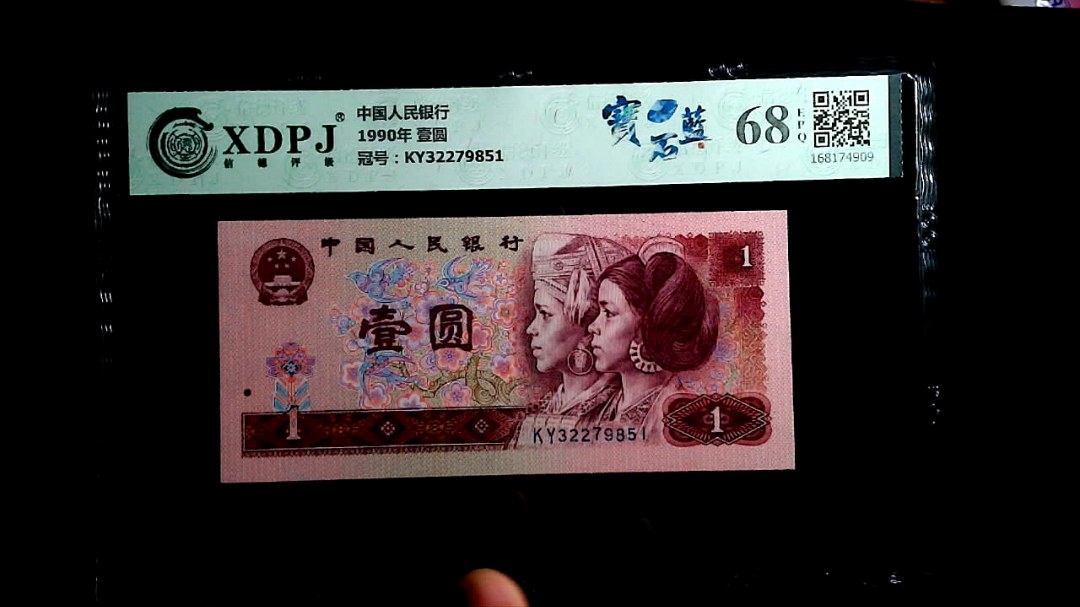 XDPJ®
信德评级
中国人民银行
1990年 壹圆
冠号：KY32279851
寶石藍
68
EPQ
168174909
中国人民银行
1
壹圆
1
KY32279851
1